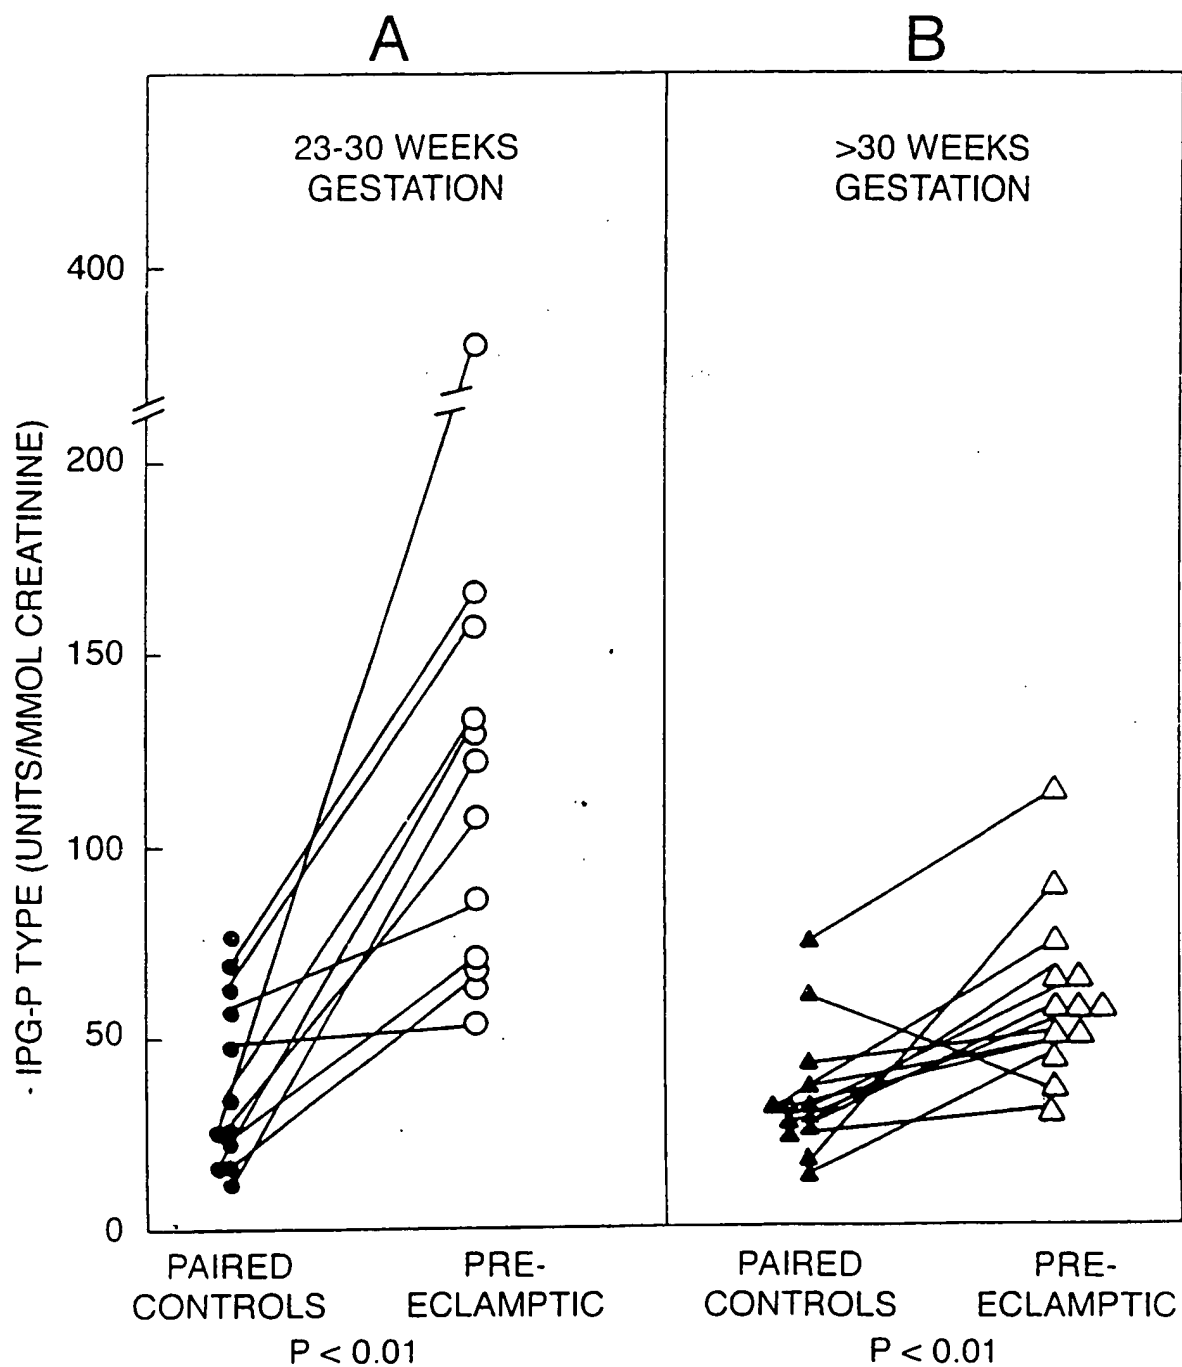 A
B
23-30 WEEKS
GESTATION
>30 WEEKS
GESTATION
400
200
150
100
50
0
IPG-P TYPE (UNITS/MMOL CREATININE)
PAIRED
CONTROLS
PRE-
ECLAMPTIC
P < 0.01
PAIRED
CONTROLS
PRE-
ECLAMPTIC
P < 0.01